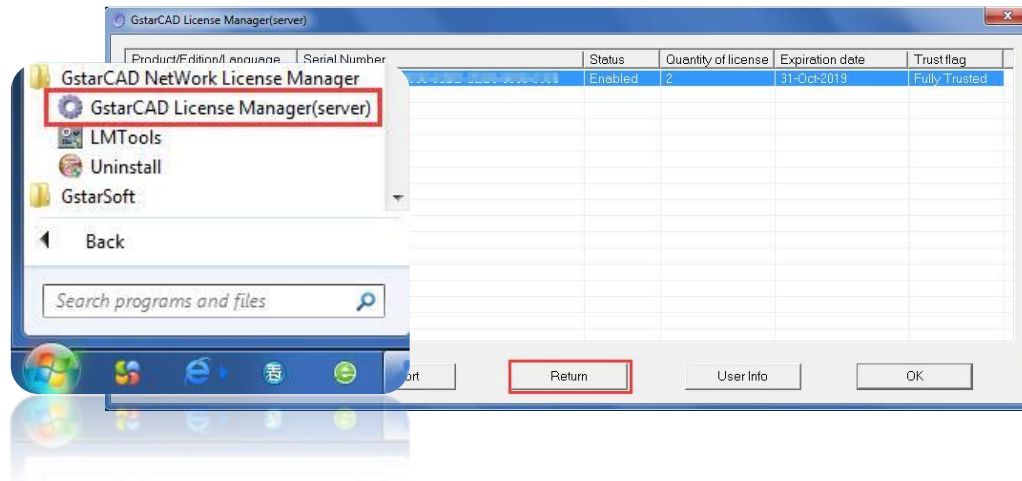 GstarCAD License Manager(server)
Product/Edition/Language Serial Number Status Quantity of license Expiration date Trust flag
Enabled 2 31-Oct-2019 Fully Trusted
GstarCAD NetWork License Manager
GstarCAD License Manager(server)
LMTools
Uninstall
GstarSoft
Back
Search programs and files
Return User Info OK